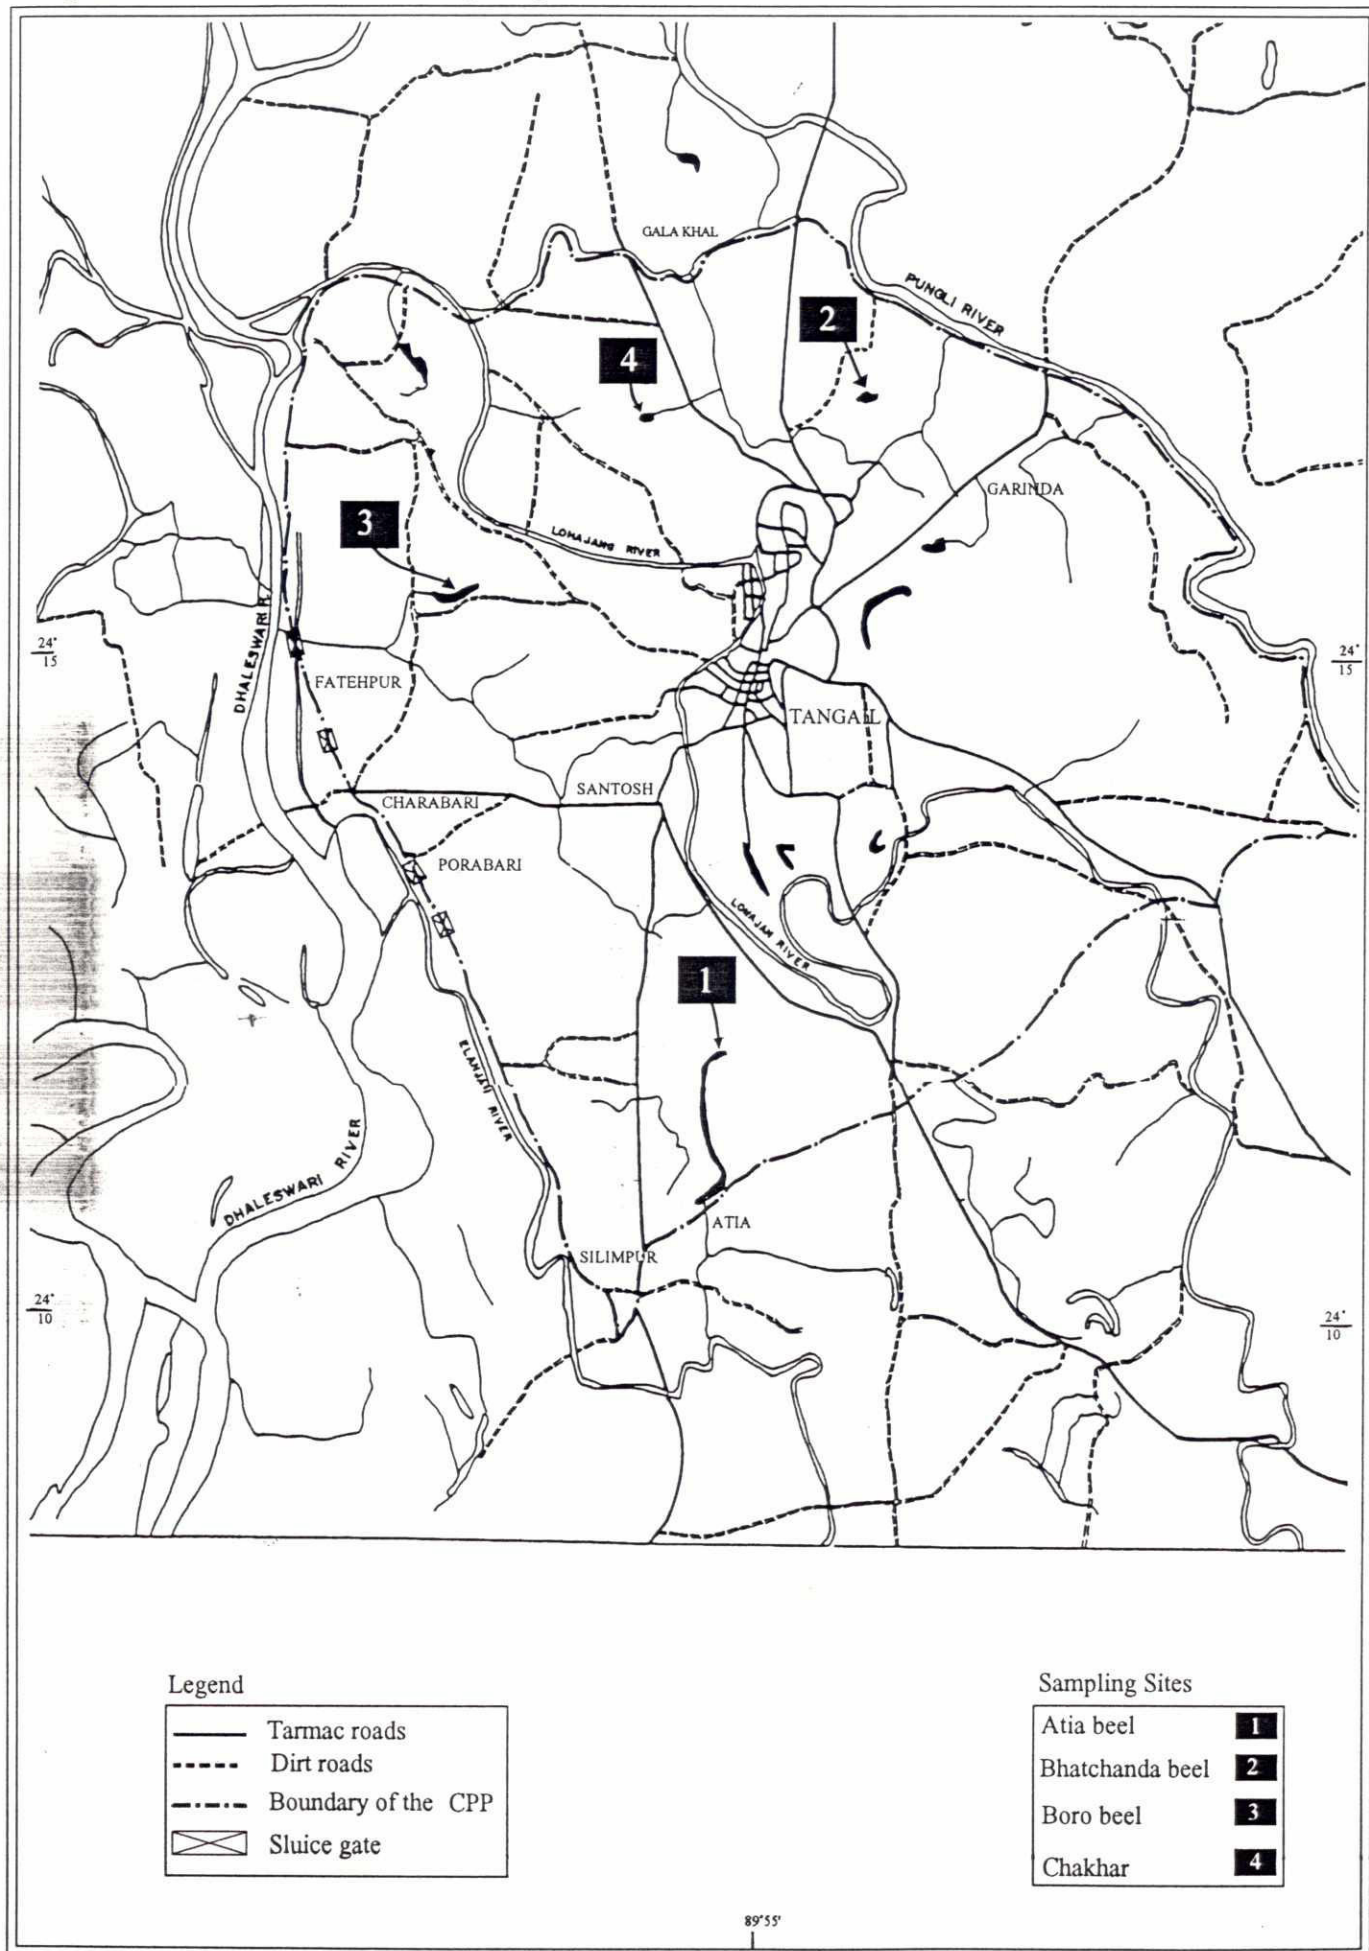 GALA KHAL
PUNGLI RIVER
2
4
GARINDA
3
LOHAJANG RIVER
DHALESWARI R.
24°
15
24°
15
FATEHPUR
TANGAIL
SANTOSH
CHARABARI
PORABARI
LOHAJAN RIVER
1
ELANJANI RIVER
DHALESWARI RIVER
ATIA
SILIMPUR
24°
10
24°
10
Legend
Tarmac roads
Dirt roads
Boundary of the CPP
Sluice gate
Sampling Sites
Atia beel 1
Bhatchanda beel 2
Boro beel 3
Chakhar 4
89°55'